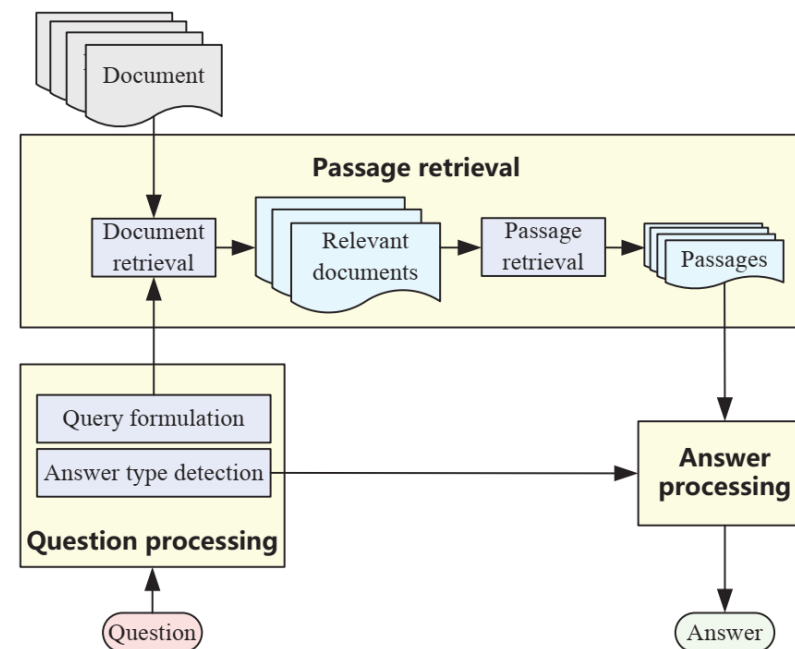 Document
Passage retrieval
Document
retrieval
Relevant
documents
Passage
retrieval
Passages
Query formulation
Answer type detection
Question processing
Answer
processing
Question
Answer